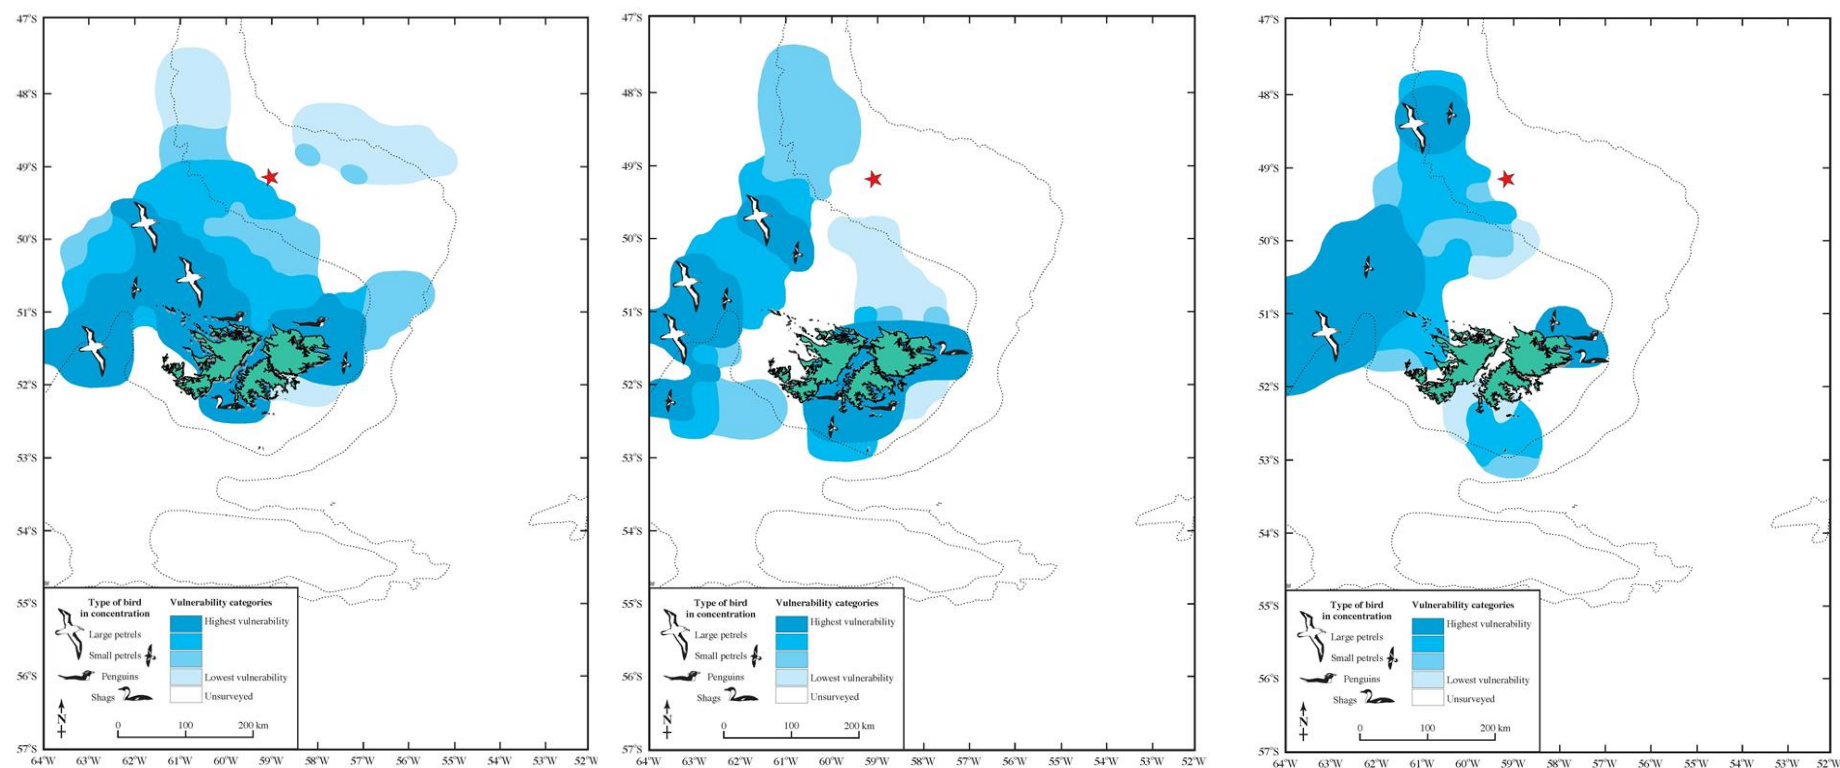 47°S
48°S
49°S
50°S
51°S
52°S
53°S
54°S
55°S
56°S
57°S
64°W 63°W 62°W 61°W 60°W 59°W 58°W 57°W 56°W 55°W 54°W 53°W 52°W
Type of bird
in concentration
Large petrels
Small petrels
Penguins
Shags
Vulnerability categories
Highest vulnerability
Lowest vulnerability
Unsurveyed
N
0 100 200 km
47°S
48°S
49°S
50°S
51°S
52°S
53°S
54°S
55°S
56°S
57°S
64°W 63°W 62°W 61°W 60°W 59°W 58°W 57°W 56°W 55°W 54°W 53°W 52°W
Type of bird
in concentration
Large petrels
Small petrels
Penguins
Shags
Vulnerability categories
Highest vulnerability
Lowest vulnerability
Unsurveyed
N
0 100 200 km
47°S
48°S
49°S
50°S
51°S
52°S
53°S
54°S
55°S
56°S
57°S
64°W 63°W 62°W 61°W 60°W 59°W 58°W 57°W 56°W 55°W 54°W 53°W 52°W
Type of bird
in concentration
Large petrels
Small petrels
Penguins
Shags
Vulnerability categories
Highest vulnerability
Lowest vulnerability
Unsurveyed
N
0 100 200 km